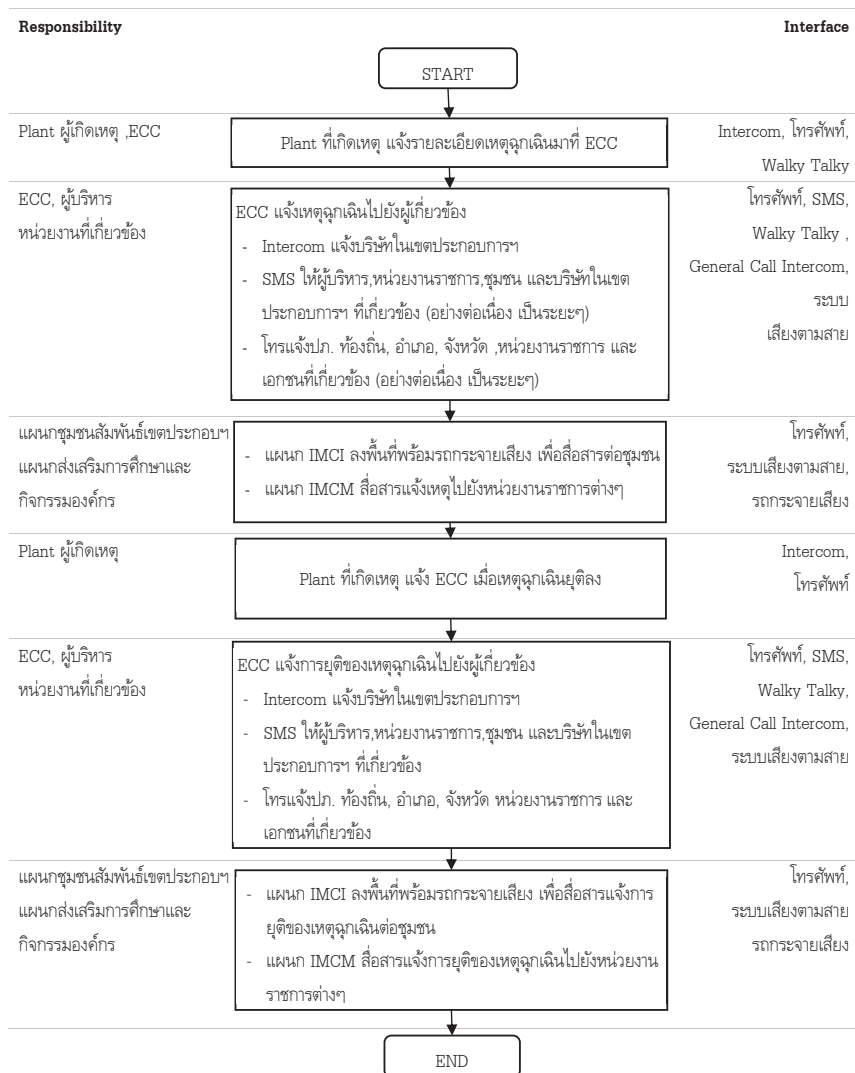 Responsibility
Interface
START
Plant ผู้เกิดเหตุ ,ECC
Plant ที่เกิดเหตุ แจ้งรายละเอียดเหตุฉุกเฉินมาที่ ECC
Intercom, โทรศัพท์,
Walky Talky
ECC, ผู้บริหาร
หน่วยงานที่เกี่ยวข้อง
ECC แจ้งเหตุฉุกเฉินไปยังผู้เกี่ยวข้อง
- Intercom แจ้งบริษัทในเขตประกอบการฯ
- SMS ให้ผู้บริหาร,หน่วยงานราชการ,ชุมชน และบริษัทในเขต
ประกอบการฯ ที่เกี่ยวข้อง (อย่างต่อเนื่อง เป็นระยะๆ)
- โทรแจ้งปภ. ท้องถิ่น, อำเภอ, จังหวัด ,หน่วยงานราชการ และ
เอกชนที่เกี่ยวข้อง (อย่างต่อเนื่อง เป็นระยะๆ)
โทรศัพท์, SMS,
Walky Talky ,
General Call Intercom,
ระบบ
เสียงตามสาย
แผนกชุมชนสัมพันธ์เขตประกอบฯ
แผนกส่งเสริมการศึกษาและ
กิจกรรมองค์กร
- แผนก IMCI ลงพื้นที่พร้อมรถกระจายเสียง เพื่อสื่อสารต่อชุมชน
- แผนก IMCM สื่อสารแจ้งเหตุไปยังหน่วยงานราชการต่างๆ
โทรศัพท์,
ระบบเสียงตามสาย,
รถกระจายเสียง
Plant ผู้เกิดเหตุ
Plant ที่เกิดเหตุ แจ้ง ECC เมื่อเหตุฉุกเฉินยุติลง
Intercom,
โทรศัพท์
ECC, ผู้บริหาร
หน่วยงานที่เกี่ยวข้อง
ECC แจ้งการยุติของเหตุฉุกเฉินไปยังผู้เกี่ยวข้อง
- Intercom แจ้งบริษัทในเขตประกอบการฯ
- SMS ให้ผู้บริหาร,หน่วยงานราชการ,ชุมชน และบริษัทในเขต
ประกอบการฯ ที่เกี่ยวข้อง
- โทรแจ้งปภ. ท้องถิ่น, อำเภอ, จังหวัด หน่วยงานราชการ และ
เอกชนที่เกี่ยวข้อง
โทรศัพท์, SMS,
Walky Talky,
General Call Intercom,
ระบบเสียงตามสาย
แผนกชุมชนสัมพันธ์เขตประกอบฯ
แผนกส่งเสริมการศึกษาและ
กิจกรรมองค์กร
- แผนก IMCI ลงพื้นที่พร้อมรถกระจายเสียง เพื่อสื่อสารแจ้งการ
ยุติของเหตุฉุกเฉินต่อชุมชน
- แผนก IMCM สื่อสารแจ้งการยุติของเหตุฉุกเฉินไปยังหน่วยงาน
ราชการต่างๆ
โทรศัพท์,
ระบบเสียงตามสาย
รถกระจายเสียง
END